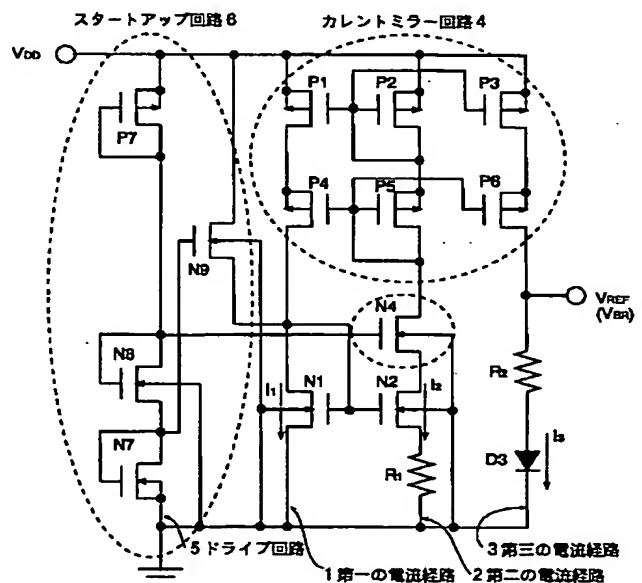 スタートアップ回路6
カレントミラー回路4
VDD
P1
P2
P3
P7
P4
P5
P6
N9
VREF
(VBR)
N4
N8
R2
I1
N1
N2
I2
N7
I3
R1
D3
5ドライブ回路
3第三の電流経路
1第一の電流経路
2第二の電流経路